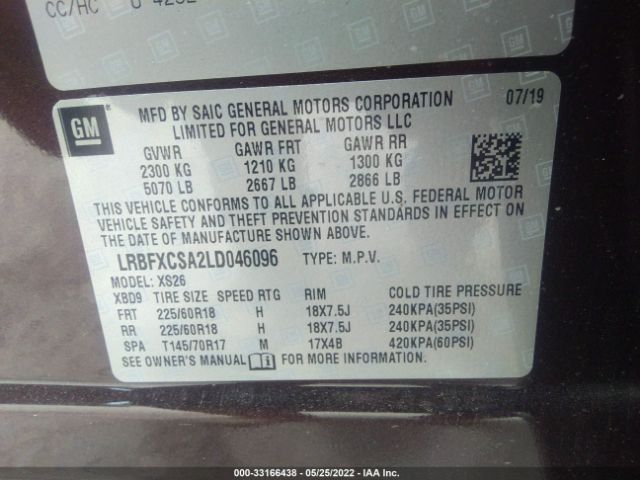 CC/HC U 4252
GM
GM
MFD BY SAIC GENERAL MOTORS CORPORATION 07/19
LIMITED FOR GENERAL MOTORS LLC
GVWR GAWR FRT GAWR RR
2300 KG 1210 KG 1300 KG
5070 LB 2667 LB 2866 LB
THIS VEHICLE CONFORMS TO ALL APPLICABLE U.S. FEDERAL MOTOR
VEHICLE SAFETY AND THEFT PREVENTION STANDARDS IN EFFECT ON
THE DATE OF MANUFACTURE SHOWN ABOVE.
LRBFXCSA2LD046096 TYPE: M.P.V.
MODEL: XS26
XBD9 TIRE SIZE SPEED RTG RIM COLD TIRE PRESSURE
FRT 225/60R18 H 18X7.5J 240KPA(35PSI)
RR 225/60R18 H 18X7.5J 240KPA(35PSI)
SPA T145/70R17 M 17X4B 420KPA(60PSI)
SEE OWNER'S MANUAL FOR MORE INFORMATION
000-33166438 - 05/25/2022 - IAA Inc.